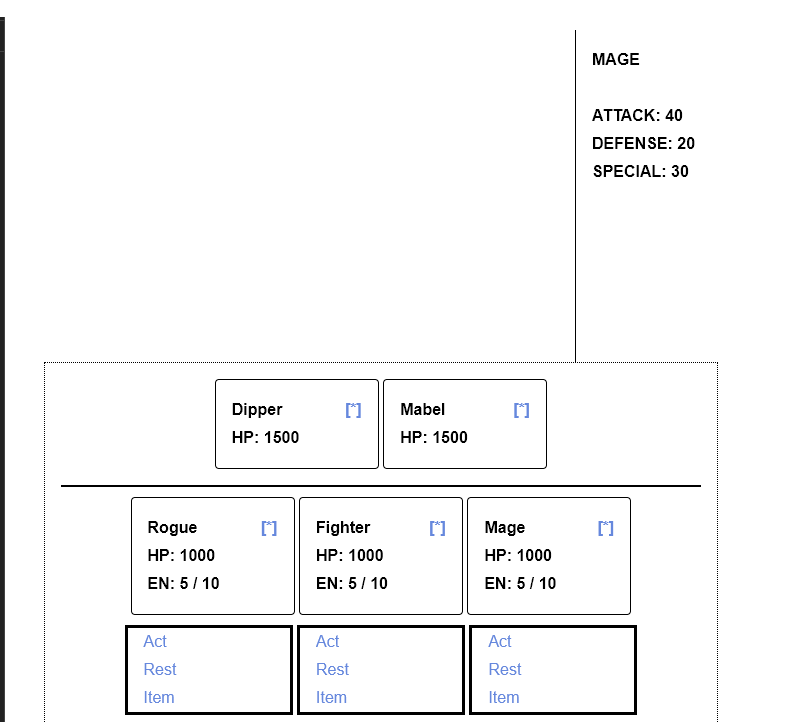 MAGE
ATTACK: 40
DEFENSE: 20
SPECIAL: 30
Dipper [*] Mabel [*]
HP: 1500 HP: 1500
Rogue [*] Fighter [*] Mage [*]
HP: 1000 HP: 1000 HP: 1000
EN: 5 / 10 EN: 5 / 10 EN: 5 / 10
Act Act Act
Rest Rest Rest
Item Item Item